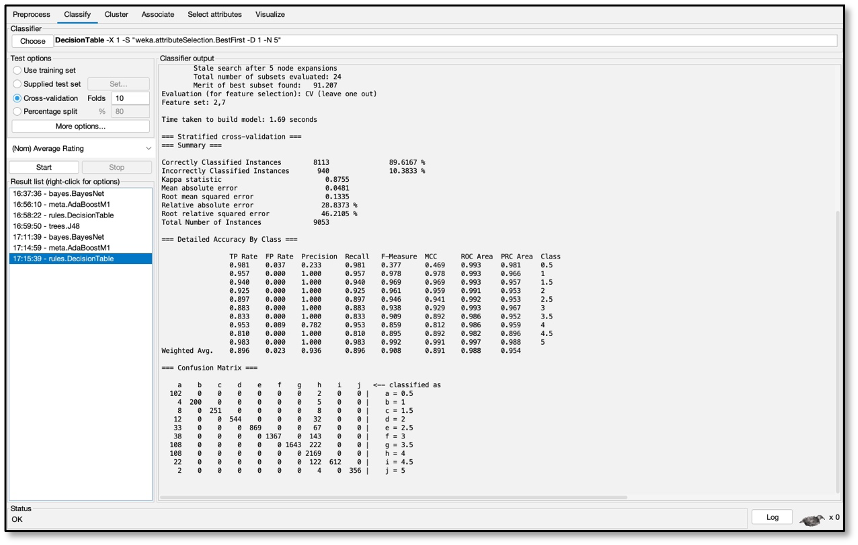 Preprocess Classify Cluster Associate Select attributes Visualize
Classifier
Choose DecisionTable -X 1 -S "weka.attributeSelection.BestFirst -D 1 -N 5"
Test options
Use training set
Supplied test set Set...
Cross-validation Folds 10
Percentage split % 80
More options...
(Nom) Average Rating
Start Stop
Result list (right-click for options)
16:37:36 - bayes.BayesNet
16:56:10 - meta.AdaBoostM1
16:58:22 - rules.DecisionTable
16:59:50 - trees.J48
17:11:39 - bayes.BayesNet
17:14:59 - meta.AdaBoostM1
17:15:39 - rules.DecisionTable
Classifier output
Stale search after 5 node expansions
Total number of subsets evaluated: 24
Merit of best subset found: 91.207
Evaluation (for feature selection): CV (leave one out)
Feature set: 2,7
Time taken to build model: 1.69 seconds
=== Stratified cross-validation ===
=== Summary ===
Correctly Classified Instances 8113 89.6167 %
Incorrectly Classified Instances 940 10.3833 %
Kappa statistic 0.8755
Mean absolute error 0.0481
Root mean squared error 0.1335
Relative absolute error 28.8373 %
Root relative squared error 46.2105 %
Total Number of Instances 9053
=== Detailed Accuracy By Class ===
TP Rate FP Rate Precision Recall F-Measure MCC ROC Area PRC Area Class
0.981 0.037 0.233 0.981 0.377 0.469 0.993 0.981 0.5
0.957 0.000 1.000 0.957 0.978 0.978 0.993 0.966 1
0.940 0.000 1.000 0.940 0.969 0.969 0.993 0.957 1.5
0.925 0.000 1.000 0.925 0.961 0.959 0.991 0.953 2
0.897 0.000 1.000 0.897 0.946 0.941 0.992 0.953 2.5
0.883 0.000 1.000 0.883 0.938 0.929 0.993 0.967 3
0.833 0.000 1.000 0.833 0.909 0.892 0.986 0.952 3.5
0.953 0.089 0.782 0.953 0.859 0.812 0.986 0.959 4
0.810 0.000 1.000 0.810 0.895 0.892 0.982 0.896 4.5
0.983 0.000 1.000 0.983 0.992 0.991 0.997 0.988 5
Weighted Avg. 0.896 0.023 0.936 0.896 0.908 0.891 0.988 0.954
=== Confusion Matrix ===
a b c d e f g h i j <-- classified as
102 0 0 0 0 0 0 2 0 0 | a = 0.5
4 200 0 0 0 0 0 5 0 0 | b = 1
8 0 251 0 0 0 0 8 0 0 | c = 1.5
12 0 0 544 0 0 0 32 0 0 | d = 2
33 0 0 0 869 0 0 67 0 0 | e = 2.5
38 0 0 0 0 1367 0 143 0 0 | f = 3
108 0 0 0 0 0 1643 222 0 0 | g = 3.5
108 0 0 0 0 0 0 2169 0 0 | h = 4
22 0 0 0 0 0 0 122 612 0 | i = 4.5
2 0 0 0 0 0 0 4 0 356 | j = 5
Status
OK
Log x 0